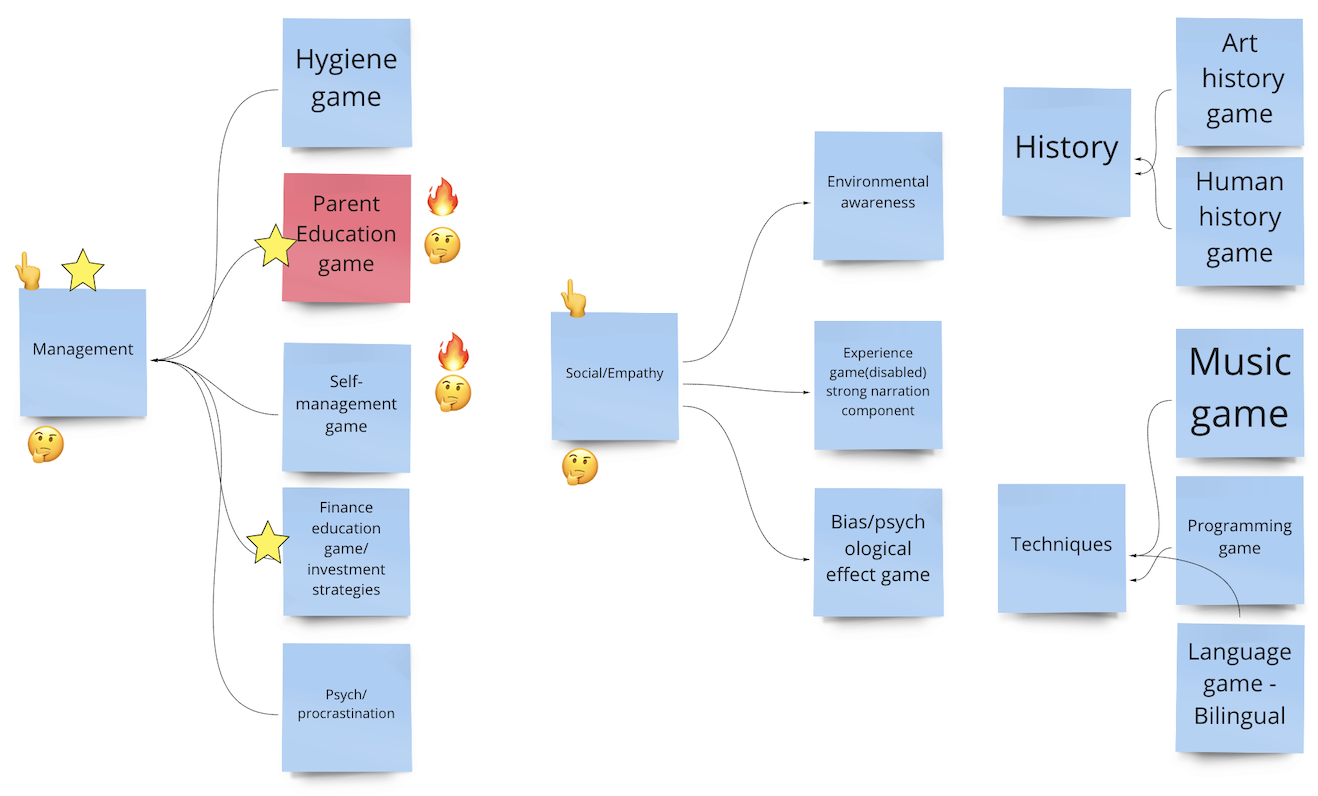 Hygiene
game
Parent
Education
game
Management
Self-
management
game
Finance
education
game/
investment
strategies
Psych/
procrastination
Social/Empathy
Environmental
awareness
Experience
game(disabled)
strong narration
component
Bias/psych
ological
effect game
History
Art
history
game
Human
history
game
Techniques
Music
game
Programming
game
Language
game -
Bilingual